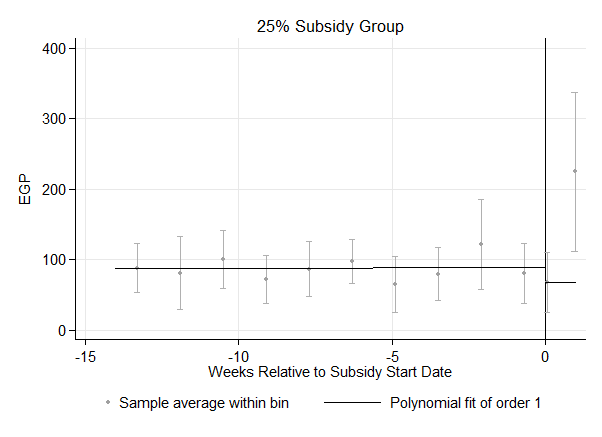 25% Subsidy Group
400
300
200
100
0
EGP
-15
-10
-5
0
Weeks Relative to Subsidy Start Date
Sample average within bin
Polynomial fit of order 1